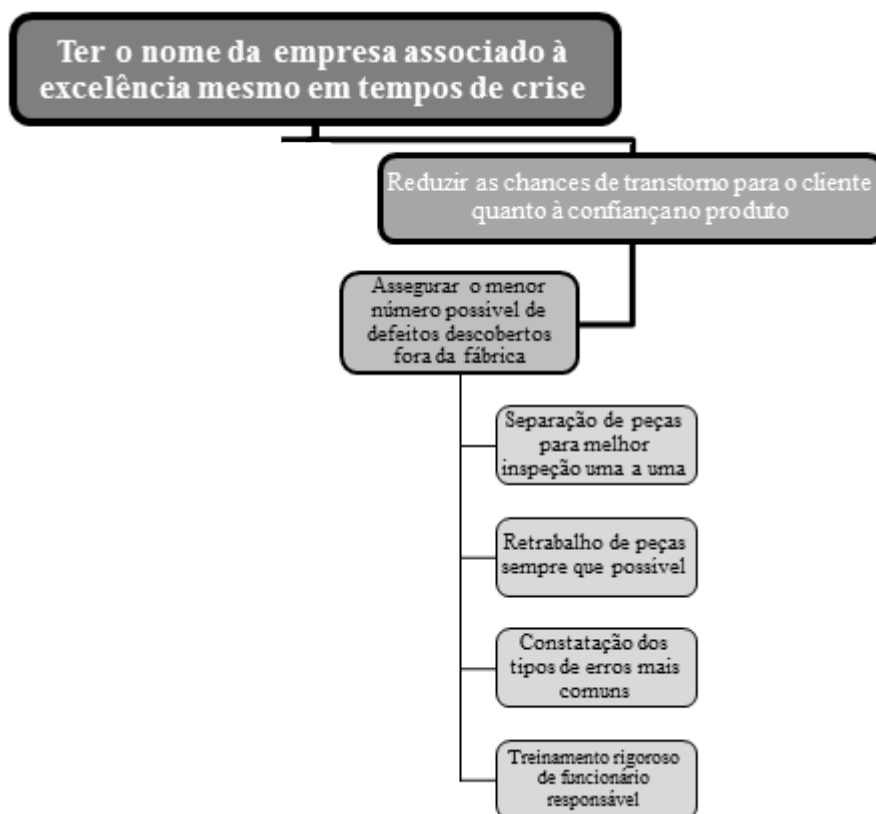 Ter o nome da empresa associado à
excelência mesmo em tempos de crise
Reduzir as chances de transtorno para o cliente
quanto à confiança no produto
Assegurar o menor
número possível de
defeitos descobertos
fora da fábrica
Separação de peças
para melhor
inspeção uma a uma
Retrabalho de peças
sempre que possível
Constatação dos
tipos de erros mais
comuns
Treinamento rigoroso
de funcionário
responsável